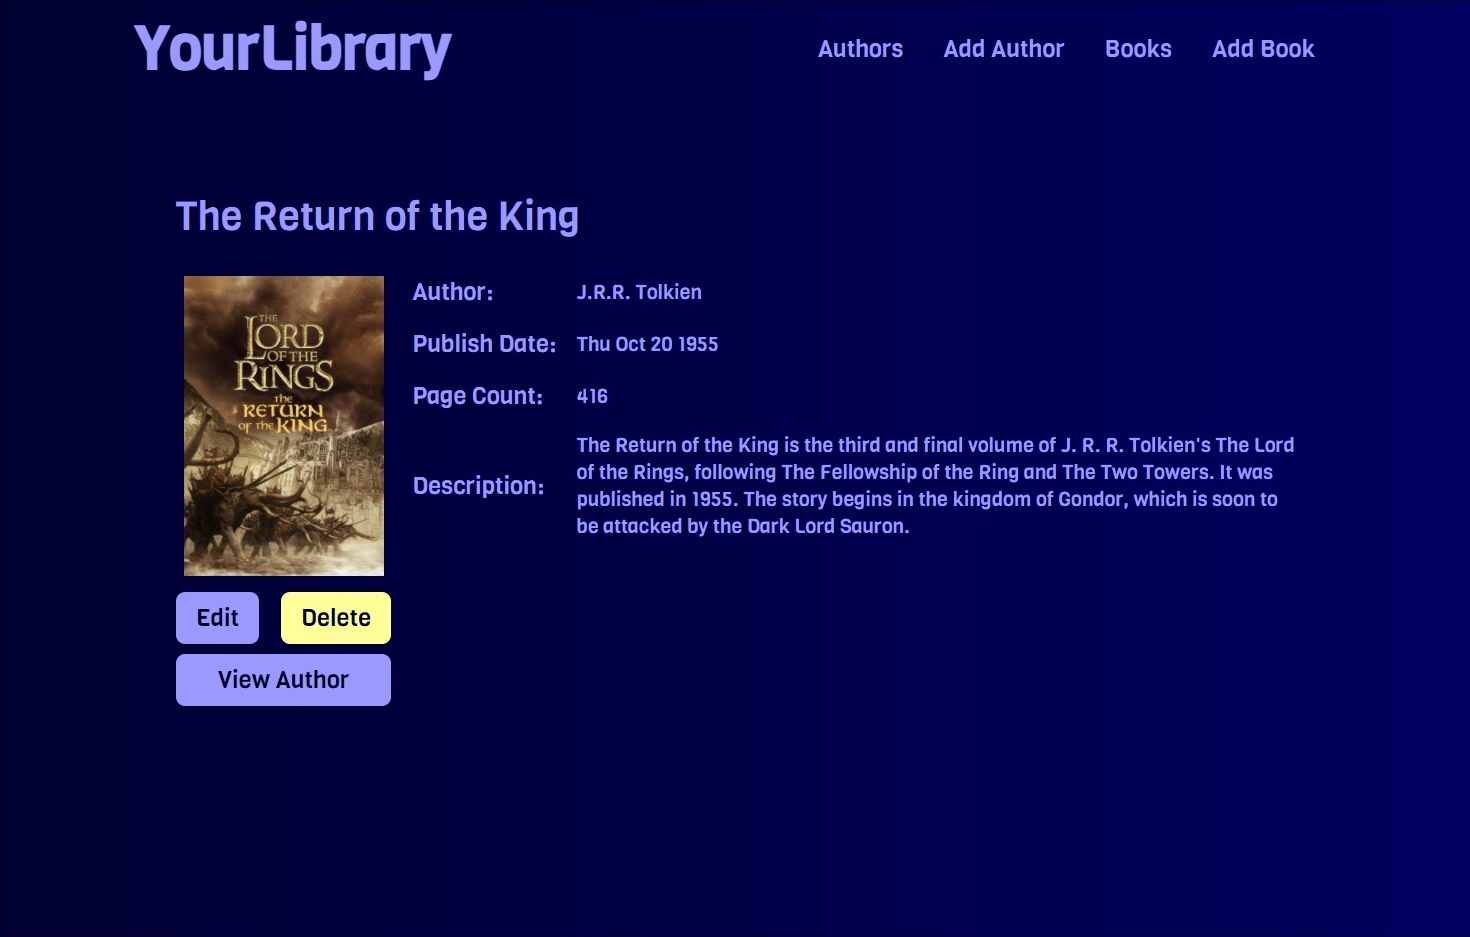 YourLibrary
Authors Add Author Books Add Book
The Return of the King
THE
LORD
OF THE
RINGS
the
RETURN
of the KING
Author: J.R.R. Tolkien
Publish Date: Thu Oct 20 1955
Page Count: 416
Description:
The Return of the King is the third and final volume of J. R. R. Tolkien's The Lord
of the Rings, following The Fellowship of the Ring and The Two Towers. It was
published in 1955. The story begins in the kingdom of Gondor, which is soon to
be attacked by the Dark Lord Sauron.
Edit Delete
View Author